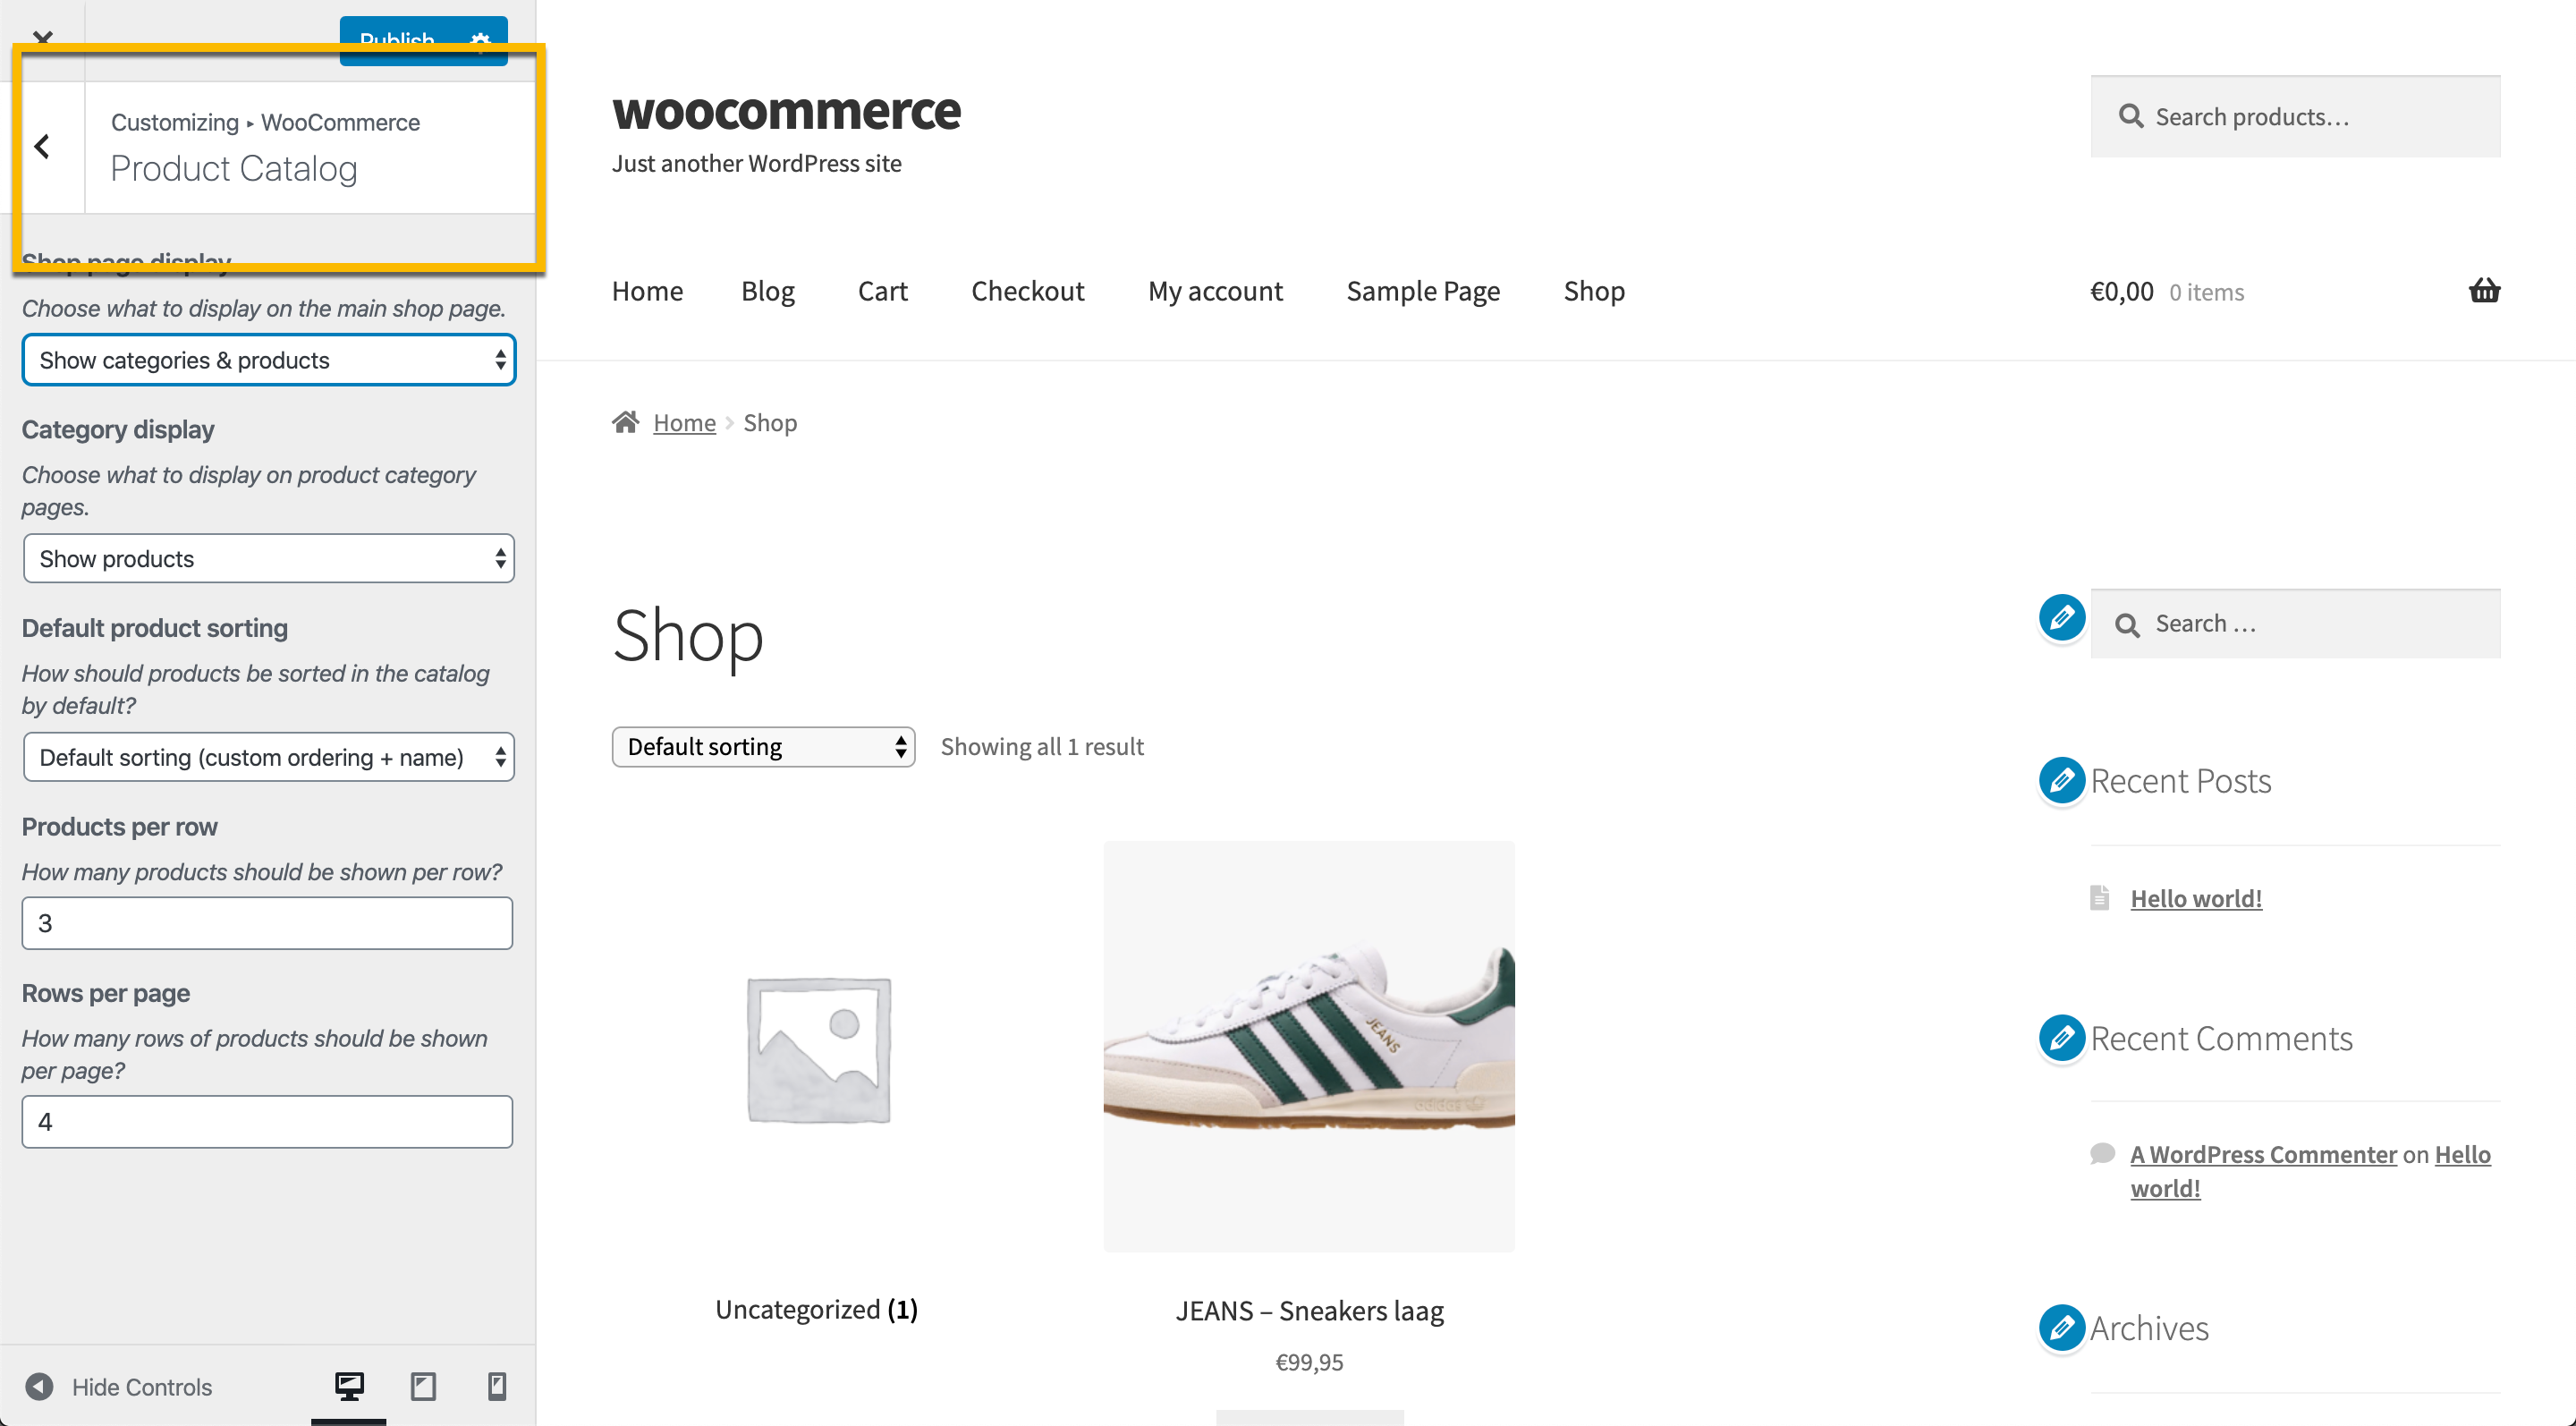 Publish
Customizing ▸ WooCommerce
Product Catalog
Shop page display
Choose what to display on the main shop page.
Show categories & products
Category display
Choose what to display on product category
pages.
Show products
Default product sorting
How should products be sorted in the catalog
by default?
Default sorting (custom ordering + name)
Products per row
How many products should be shown per row?
3
Rows per page
How many rows of products should be shown
per page?
4
Hide Controls
woocommerce
Just another WordPress site
Search products…
Home Blog Cart Checkout My account Sample Page Shop
€0,00 0 items
Home › Shop
Shop
Default sorting Showing all 1 result
JEANS
adidas
Uncategorized (1)
JEANS – Sneakers laag
€99,95
Search …
Recent Posts
Hello world!
Recent Comments
A WordPress Commenter on Hello
world!
Archives